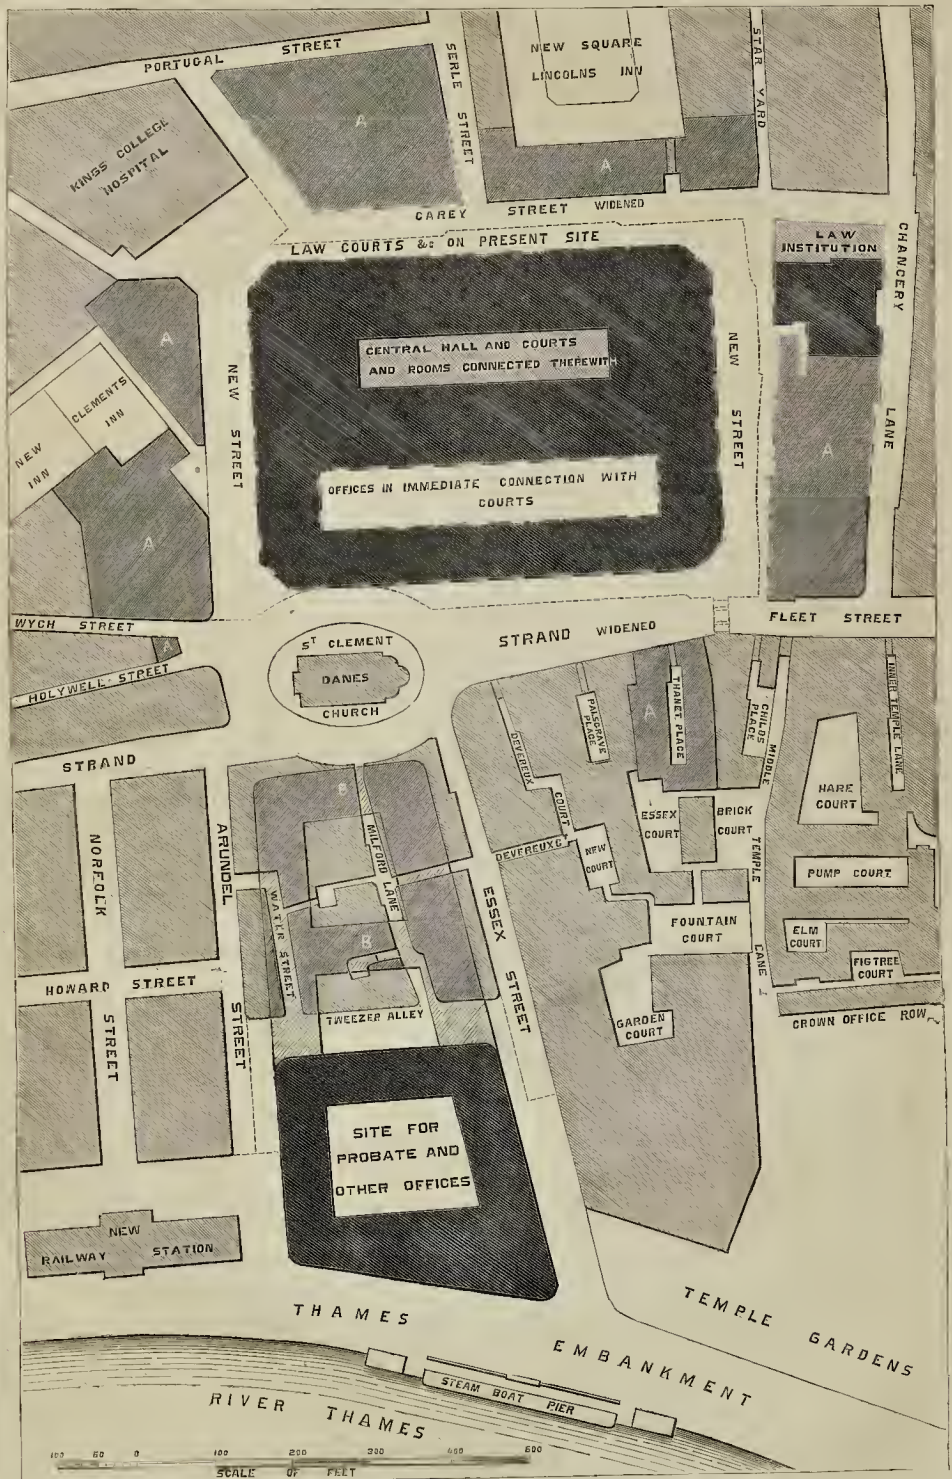 PORTUGAL STREET
SERLE STREET
NEW SQUARE
LINCOLNS INN
STAR YARD
A
KINGS COLLEGE
HOSPITAL
A
CAREY STREET WIDENED
LAW COURTS &c ON PRESENT SITE
LAW
INSTITUTION
CHANCERY LANE
A
CENTRAL HALL AND COURTS
AND ROOMS CONNECTED THEREWITH
NEW STREET
NEW STREET
CLEMENTS
INN
NEW
INN
A
A
OFFICES IN IMMEDIATE CONNECTION WITH
COURTS
WYCH STREET
A
HOLYWELL STREET
ST CLEMENT
DANES
CHURCH
STRAND WIDENED
FLEET STREET
STRAND
A
THANET PLACE
PALSGRAVE
PLACE
CHILDS
PLACE
INNER TEMPLE LANE
MIDDLE TEMPLE LANE
DEVEREUX COURT
HARE
COURT
ESSEX
COURT
BRICK
COURT
NORFOLK STREET
ARUNDEL STREET
B
MILFORD LANE
DEVEREUX CT
NEW
COURT
PUMP COURT
WATER STREET
ESSEX STREET
FOUNTAIN
COURT
ELM
COURT
FIG TREE
COURT
B
HOWARD STREET
TWEEZER ALLEY
GARDEN
COURT
CROWN OFFICE ROW
SITE FOR
PROBATE AND
OTHER OFFICES
NEW
RAILWAY STATION
THAMES EMBANKMENT
TEMPLE GARDENS
STEAM BOAT PIER
RIVER THAMES
100 50 0 100 200 300 400 500
SCALE OF FEET